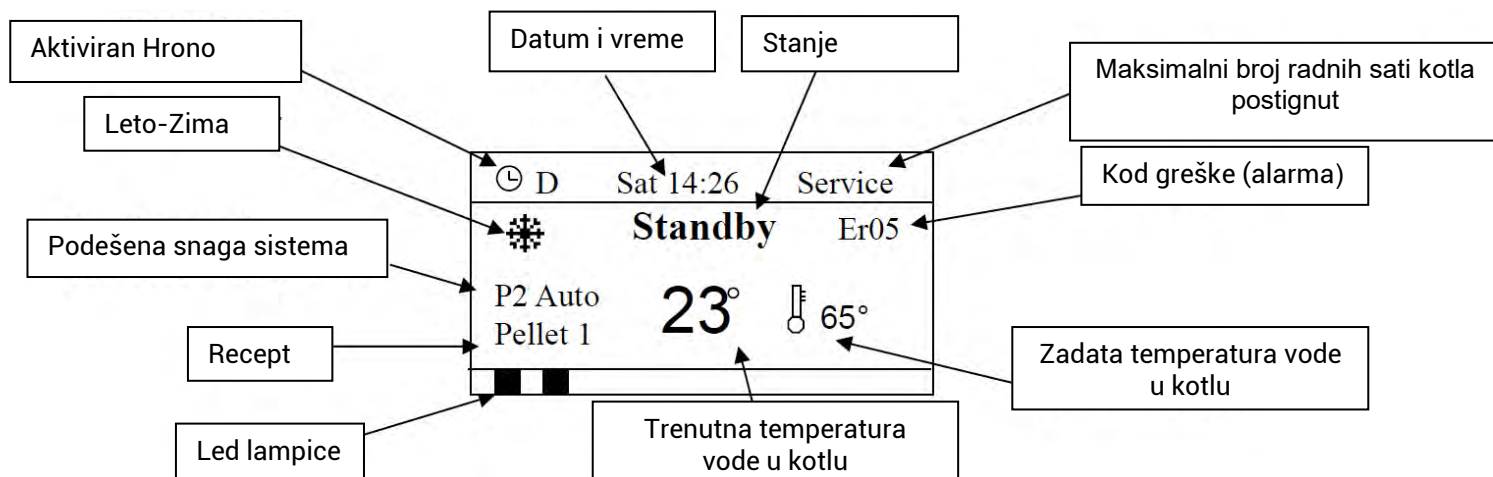 Aktiviran Hrono
Datum i vreme
Stanje
Maksimalni broj radnih sati kotla
postignut
Leto-Zima
Kod greške (alarma)
D Sat 14:26 Service
Standby Er05
Podešena snaga sistema
P2 Auto
Pellet 1
23° 65°
Recept
Zadata temperatura vode
u kotlu
Led lampice
Trenutna temperatura
vode u kotlu